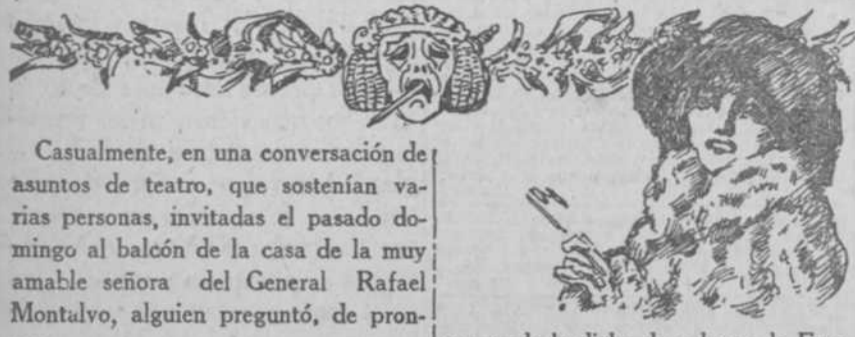 Casualmente, en una conversación de
asuntos de teatro, que sostenían va-
rias personas, invitadas el pasado do-
mingo al balcón de la casa de la muy
amable señora del General Rafael
Montalvo, alguien preguntó, de pron-